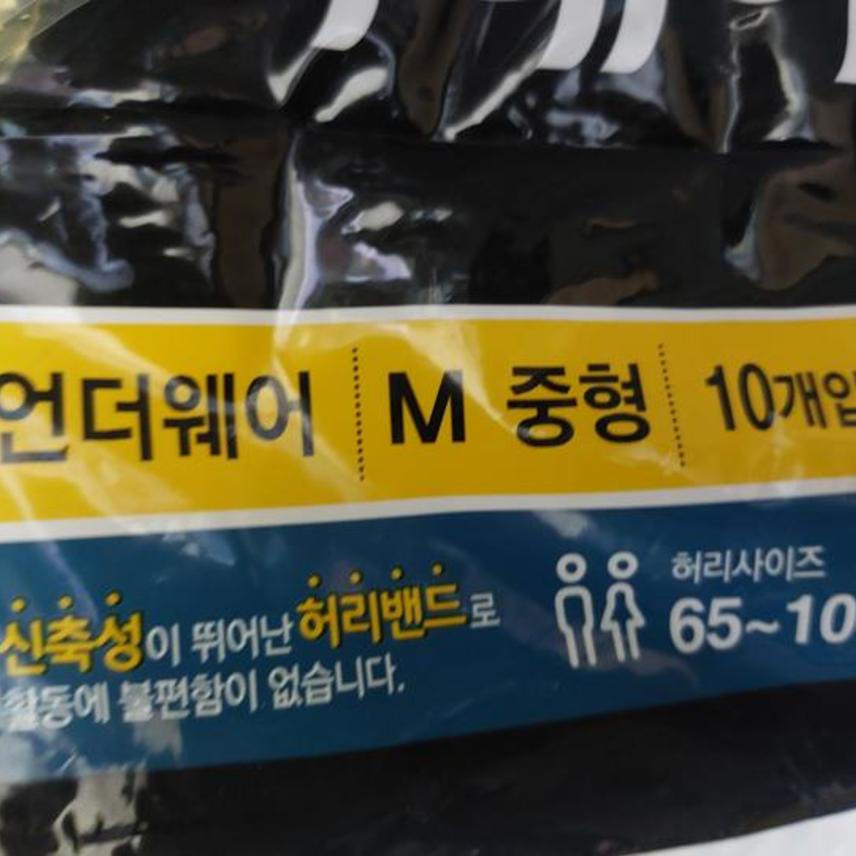 언더웨어 M 중형 10개입
허리사이즈
65~10
신축성이 뛰어난 허리밴드로
활동에 불편함이 없습니다.